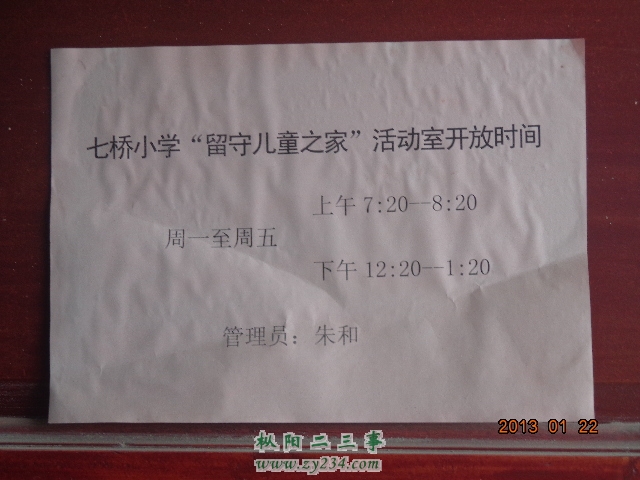 七桥小学“留守儿童之家”活动室开放时间
上午7:20--8:20
周一至周五
下午12:20--1:20
管理员：朱和
2013 01 22
枞阳二三事
www.zy234.com